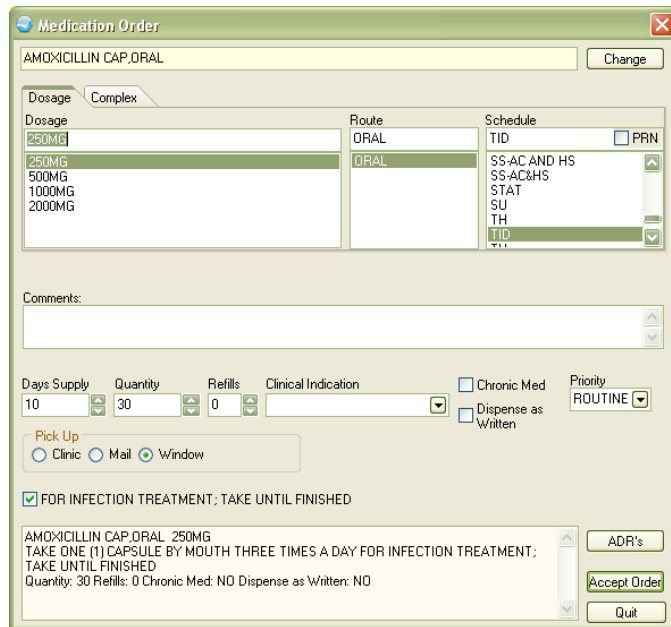 Medication Order
AMOXICILLIN CAP,ORAL
Change
Dosage Complex
Dosage Route Schedule
250MG ORAL TID PRN
250MG ORAL SS-AC AND HS
500MG SS-AC&HS
1000MG STAT
2000MG SU
TH
TID
Comments:
Days Supply Quantity Refills Clinical Indication Chronic Med Priority
10 30 0 Dispense as Written ROUTINE
Pick Up
Clinic Mail Window
FOR INFECTION TREATMENT; TAKE UNTIL FINISHED
AMOXICILLIN CAP,ORAL 250MG
TAKE ONE (1) CAPSULE BY MOUTH THREE TIMES A DAY FOR INFECTION TREATMENT;
TAKE UNTIL FINISHED
Quantity: 30 Refills: 0 Chronic Med: NO Dispense as Written: NO
ADR's
Accept Order
Quit